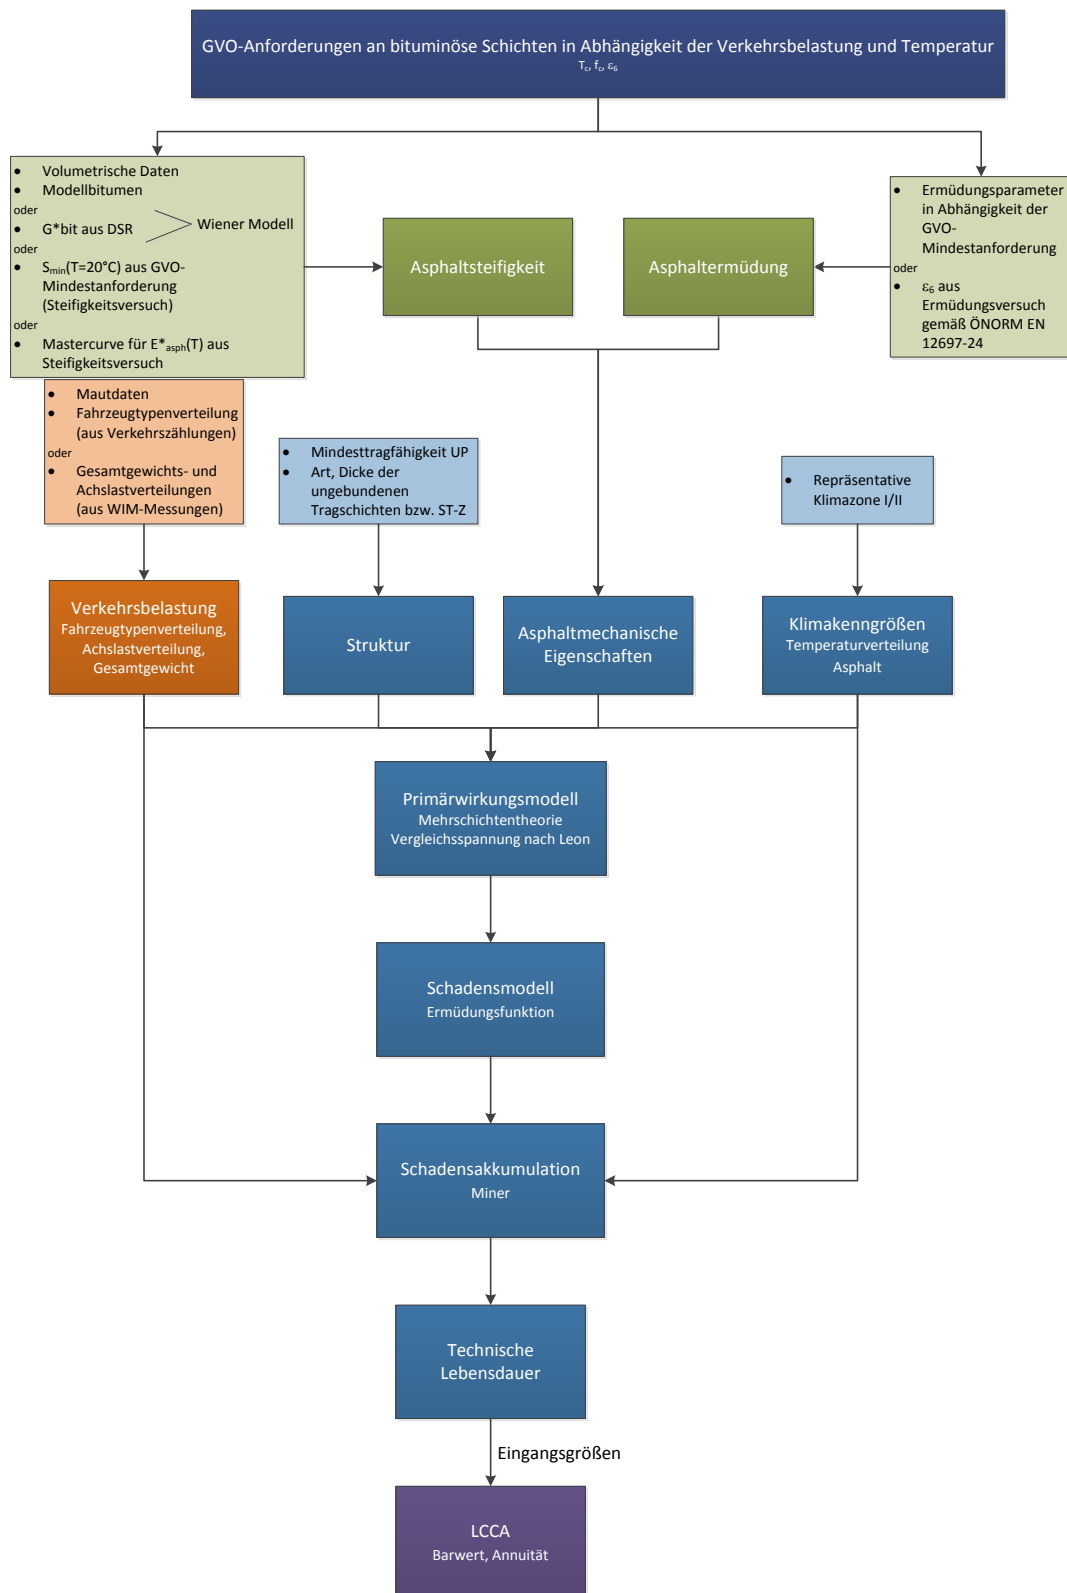 GVO-Anforderungen an bituminöse Schichten in Abhängigkeit der Verkehrsbelastung und Temperatur
Tc, fc, ε6
• Volumetrische Daten
• Modellbitumen
oder
• G*bit aus DSR
Wiener Modell
oder
• Smin(T=20°C) aus GVO-
Mindestanforderung
(Steifigkeitsversuch)
oder
• Mastercurve für E*asph(T) aus
Steifigkeitsversuch
Asphaltsteifigkeit
Asphaltermüdung
• Ermüdungsparameter
in Abhängigkeit der
GVO-
Mindestanforderung
oder
• ε6 aus
Ermüdungsversuch
gemäß ÖNORM EN
12697-24
• Mautdaten
• Fahrzeugtypenverteilung
(aus Verkehrszählungen)
oder
• Gesamtgewichts- und
Achslastverteilungen
(aus WIM-Messungen)
• Mindesttragfähigkeit UP
• Art, Dicke der
ungebundenen
Tragschichten bzw. ST-Z
• Repräsentative
Klimazone I/II
Verkehrsbelastung
Fahrzeugtypenverteilung,
Achslastverteilung,
Gesamtgewicht
Struktur
Asphaltmechanische
Eigenschaften
Klimakenngrößen
Temperaturverteilung
Asphalt
Primärwirkungsmodell
Mehrschichtentheorie
Vergleichsspannung nach Leon
Schadensmodell
Ermüdungsfunktion
Schadensakkumulation
Miner
Technische
Lebensdauer
Eingangsgrößen
LCCA
Barwert, Annuität